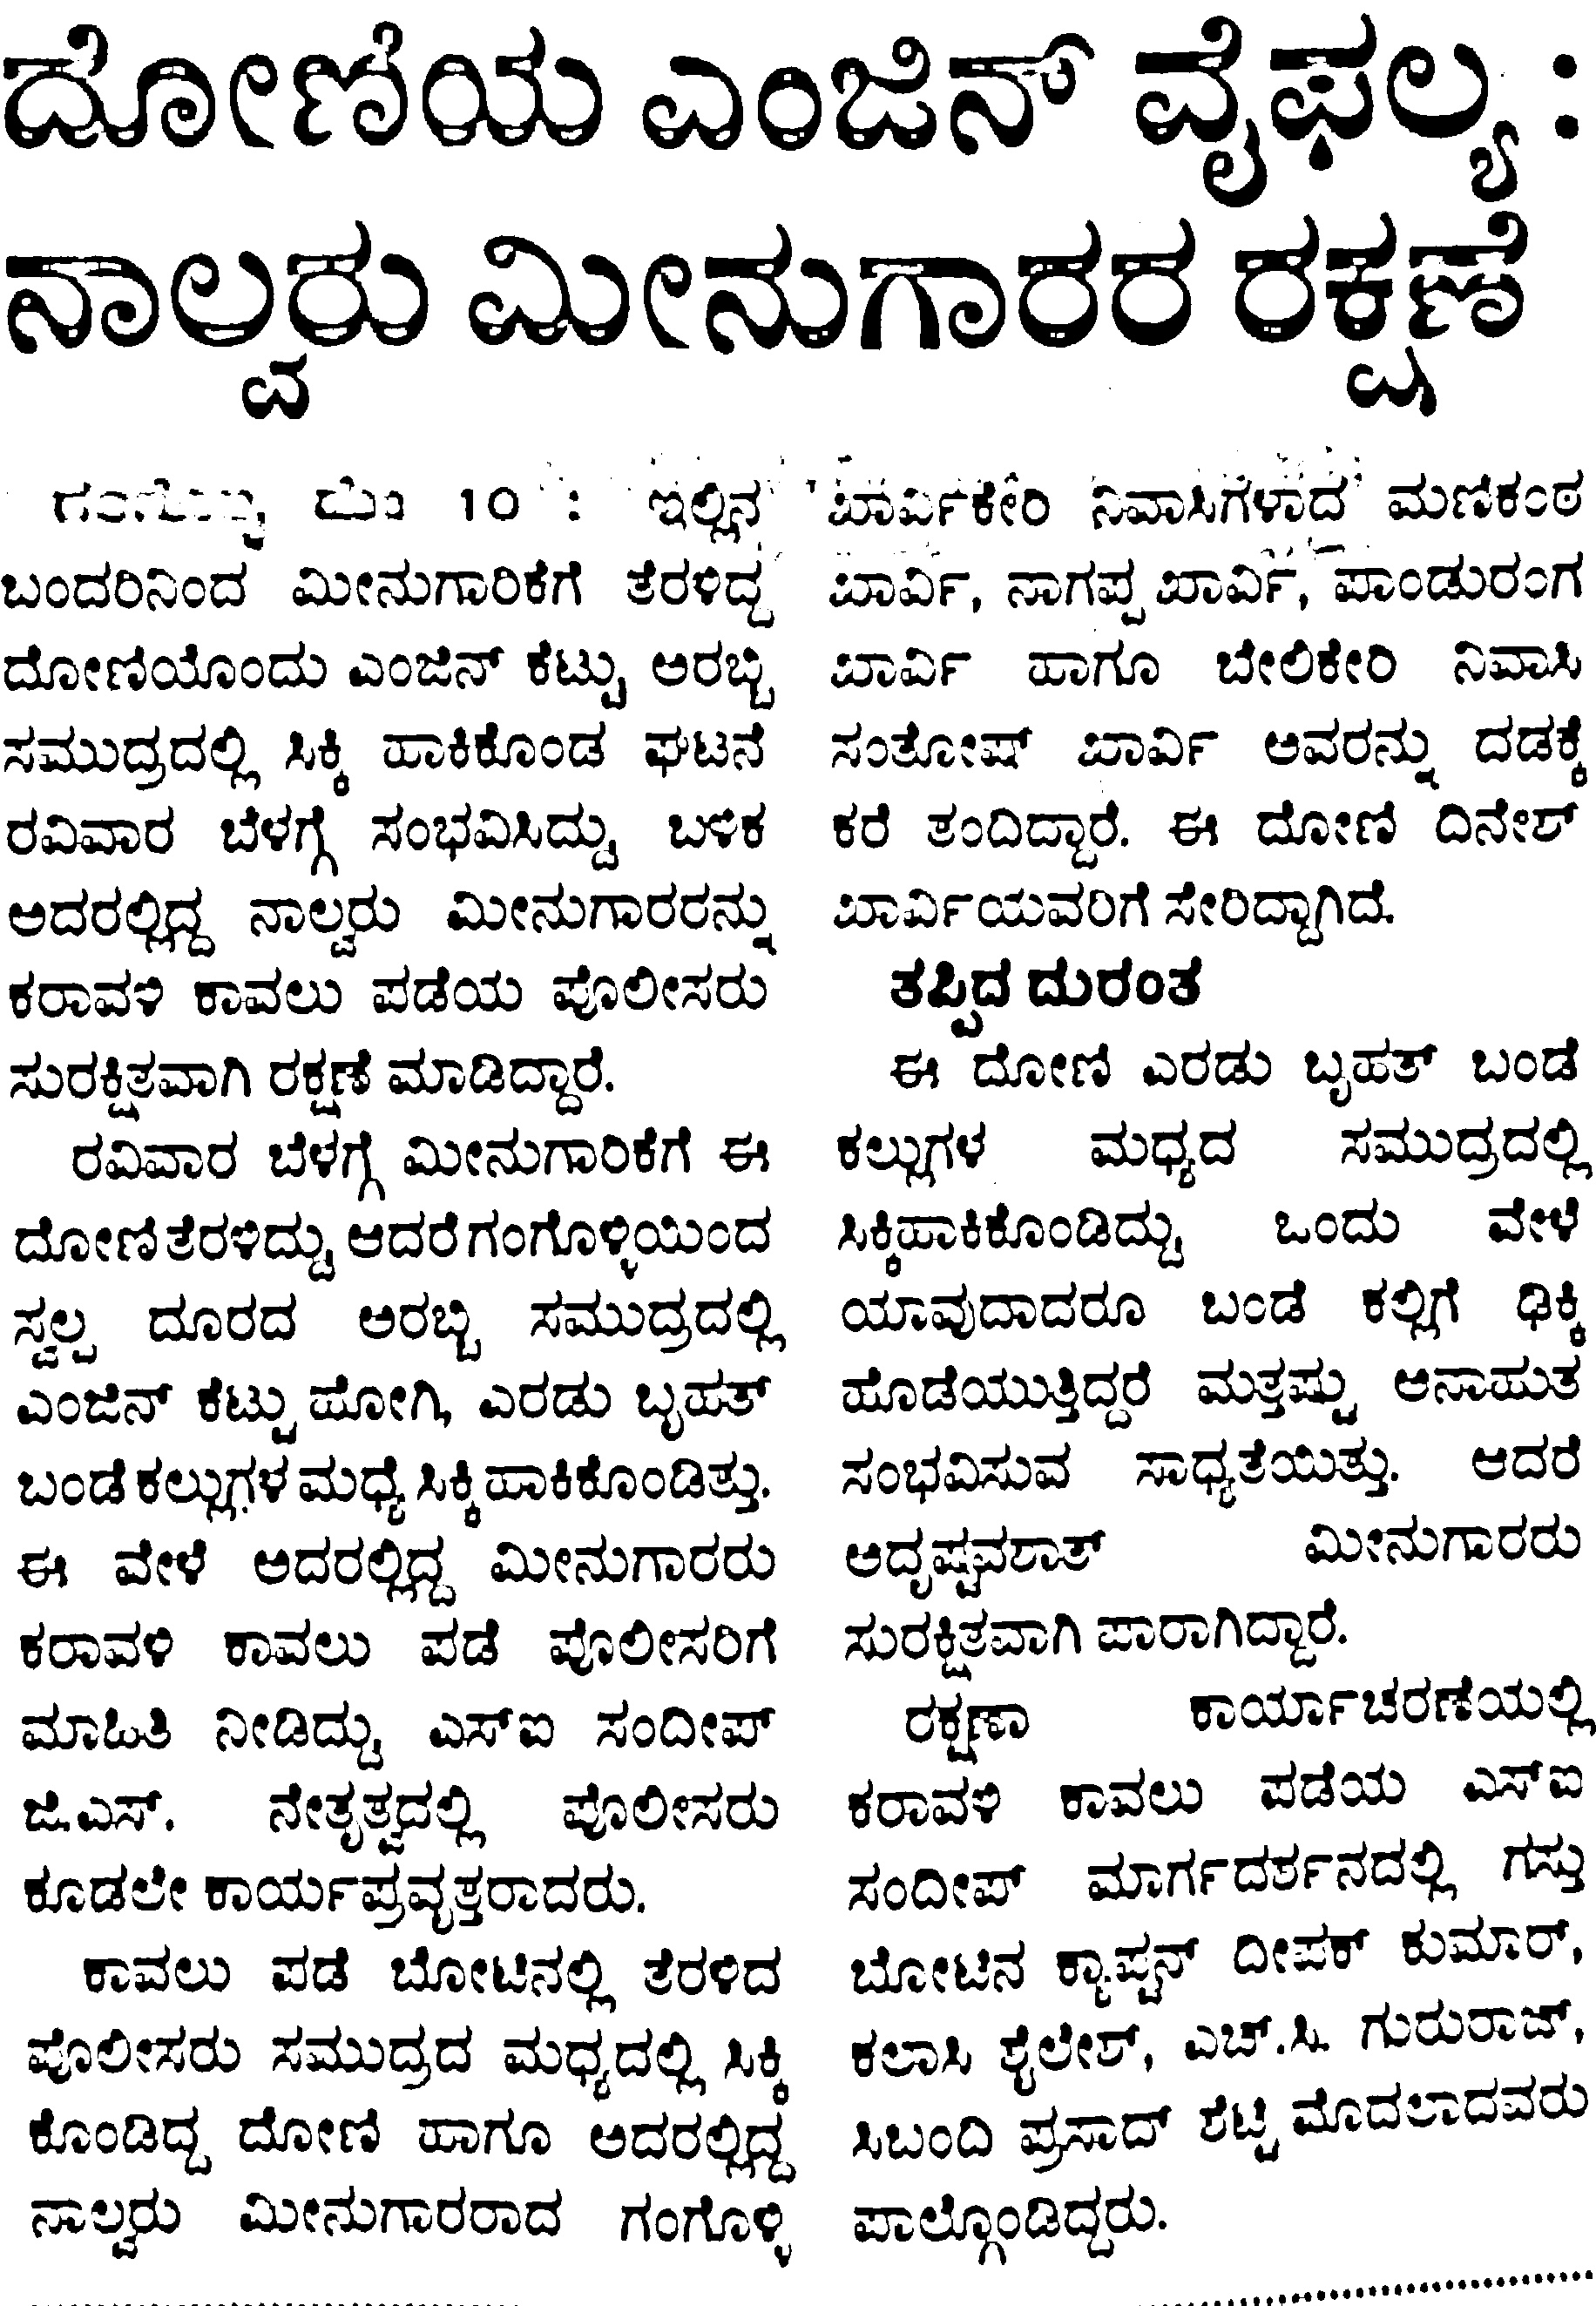 ದೋಣಿಯ ಎಂಜಿನ್ ವೈಫಲ್ಯ :
ನಾಲ್ವರು ಮೀನುಗಾರರ ರಕ್ಷಣೆ
10 : ಇಲ್ಲಿನ
ಬಂದರಿನಿಂದ ಮೀನುಗಾರಿಕೆಗೆ ತೆರಳಿದ್ದ
ದೋಣಿಯೊಂದು ಎಂಜಿನ್ ಕೆಟ್ಟು ಅರಬ್ಬಿ
ಸಮುದ್ರದಲ್ಲಿ ಸಿಕ್ಕಿ ಹಾಕಿಕೊಂಡ ಘಟನೆ
ರವಿವಾರ ಬೆಳಗ್ಗೆ ಸಂಭವಿಸಿದ್ದು, ಬಳಿಕ
ಅದರಲ್ಲಿದ್ದ ನಾಲ್ವರು ಮೀನುಗಾರರನ್ನು
ಕರಾವಳಿ ಕಾವಲು ಪಡೆಯ ಪೊಲೀಸರು
ಸುರಕ್ಷಿತವಾಗಿ ರಕ್ಷಣೆ ಮಾಡಿದ್ದಾರೆ.
ರವಿವಾರ ಬೆಳಗ್ಗೆ ಮೀನುಗಾರಿಕೆಗೆ ಈ
ದೋಣಿ ತೆರಳಿದ್ದು, ಆದರೆ ಗಂಗೊಳ್ಳಿಯಿಂದ
ಸ್ವಲ್ಪ ದೂರದ ಅರಬ್ಬಿ ಸಮುದ್ರದಲ್ಲಿ
ಎಂಜಿನ್ ಕೆಟ್ಟು ಹೋಗಿ, ಎರಡು ಬೃಹತ್
ಬಂಡೆ ಕಲ್ಲುಗಳ ಮಧ್ಯೆ ಸಿಕ್ಕಿ ಹಾಕಿಕೊಂಡಿತ್ತು.
ಈ ವೇಳೆ ಅದರಲ್ಲಿದ್ದ ಮೀನುಗಾರರು
ಕರಾವಳಿ ಕಾವಲು ಪಡೆ ಪೊಲೀಸರಿಗೆ
ಮಾಹಿತಿ ನೀಡಿದ್ದು, ಎಸ್‌ಐ ಸಂದೀಪ್
ಜಿ.ಎಸ್. ನೇತೃತ್ವದಲ್ಲಿ ಪೊಲೀಸರು
ಕೂಡಲೇ ಕಾರ್ಯಪ್ರವೃತ್ತರಾದರು.
ಕಾವಲು ಪಡೆ ಬೋಟಿನಲ್ಲಿ ತೆರಳಿದ
ಪೊಲೀಸರು ಸಮುದ್ರದ ಮಧ್ಯದಲ್ಲಿ ಸಿಕ್ಕಿ
ಕೊಂಡಿದ್ದ ದೋಣಿ ಹಾಗೂ ಅದರಲ್ಲಿದ್ದ
ನಾಲ್ವರು ಮೀನುಗಾರರಾದ ಗಂಗೊಳ್ಳಿ
ಖಾರ್ವಿಕೇರಿ ನಿವಾಸಿಗಳಾದ ಮಣಿಕಂಠ
ಖಾರ್ವಿ, ನಾಗಪ್ಪ ಖಾರ್ವಿ, ಪಾಂಡುರಂಗ
ಖಾರ್ವಿ ಹಾಗೂ ಬೇಲಿಕೇರಿ ನಿವಾಸಿ
ಸಂತೋಷ್ ಖಾರ್ವಿ ಅವರನ್ನು ದಡಕ್ಕೆ
ಕರೆ ತಂದಿದ್ದಾರೆ. ಈ ದೋಣಿ ದಿನೇಶ್
ಖಾರ್ವಿಯವರಿಗೆ ಸೇರಿದ್ದಾಗಿದೆ.
ತಪ್ಪಿದ ದುರಂತ
ಈ ದೋಣಿ ಎರಡು ಬೃಹತ್ ಬಂಡೆ
ಕಲ್ಲುಗಳ ಮಧ್ಯದ ಸಮುದ್ರದಲ್ಲಿ
ಸಿಕ್ಕಿಹಾಕಿಕೊಂಡಿದ್ದು, ಒಂದು ವೇಳೆ
ಯಾವುದಾದರೂ ಬಂಡೆ ಕಲ್ಲಿಗೆ ಢಿಕ್ಕಿ
ಹೊಡೆಯುತ್ತಿದ್ದರೆ ಮತ್ತಷ್ಟು ಅನಾಹುತ
ಸಂಭವಿಸುವ ಸಾಧ್ಯತೆಯಿತ್ತು. ಆದರೆ
ಅದೃಷ್ಟವಶಾತ್ ಮೀನುಗಾರರು
ಸುರಕ್ಷಿತವಾಗಿ ಪಾರಾಗಿದ್ದಾರೆ.
ರಕ್ಷಣಾ ಕಾರ್ಯಾಚರಣೆಯಲ್ಲಿ
ಕರಾವಳಿ ಕಾವಲು ಪಡೆಯ ಎಸ್‌ಐ
ಸಂದೀಪ್ ಮಾರ್ಗದರ್ಶನದಲ್ಲಿ ಗಸ್ತು
ಬೋಟಿನ ಕ್ಯಾಪ್ಟನ್ ದೀಪಕ್ ಕುಮಾರ್,
ಕಲಾಸಿ ಶೈಲೇಶ್, ಎಚ್.ಸಿ. ಗುರುರಾಜ್,
ಸಿಬಂದಿ ಪ್ರಸಾದ್ ಶೆಟ್ಟಿ ಮೊದಲಾದವರು
ಪಾಲ್ಗೊಂಡಿದ್ದರು.